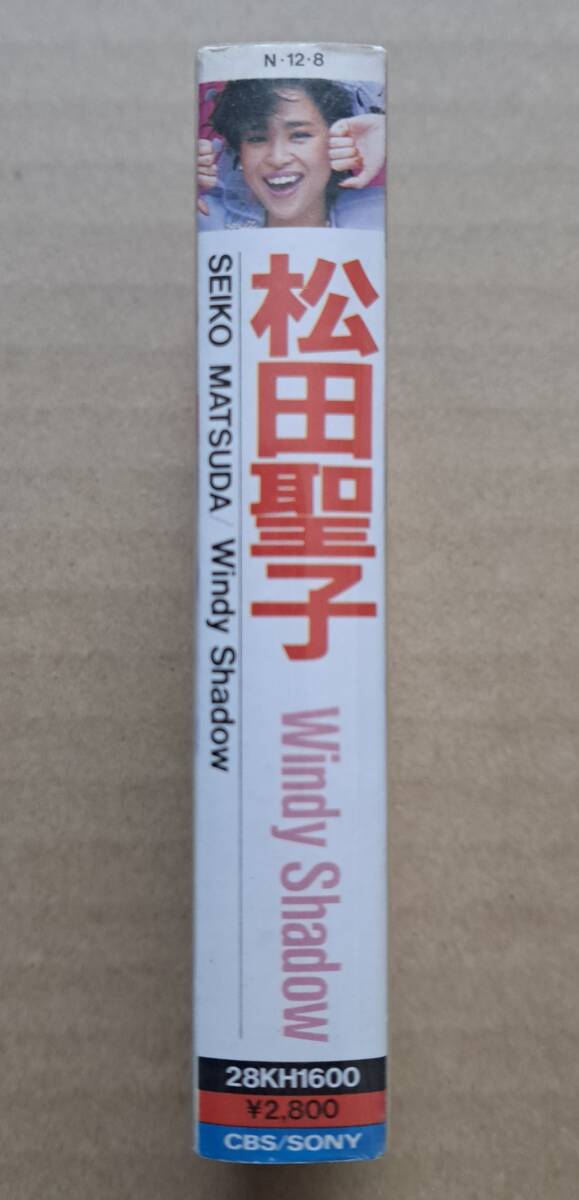 N・12・8
松田聖子 Windy Shadow
SEIKO MATSUDA/Windy Shadow
28KH1600
¥2,800
CBS/SONY